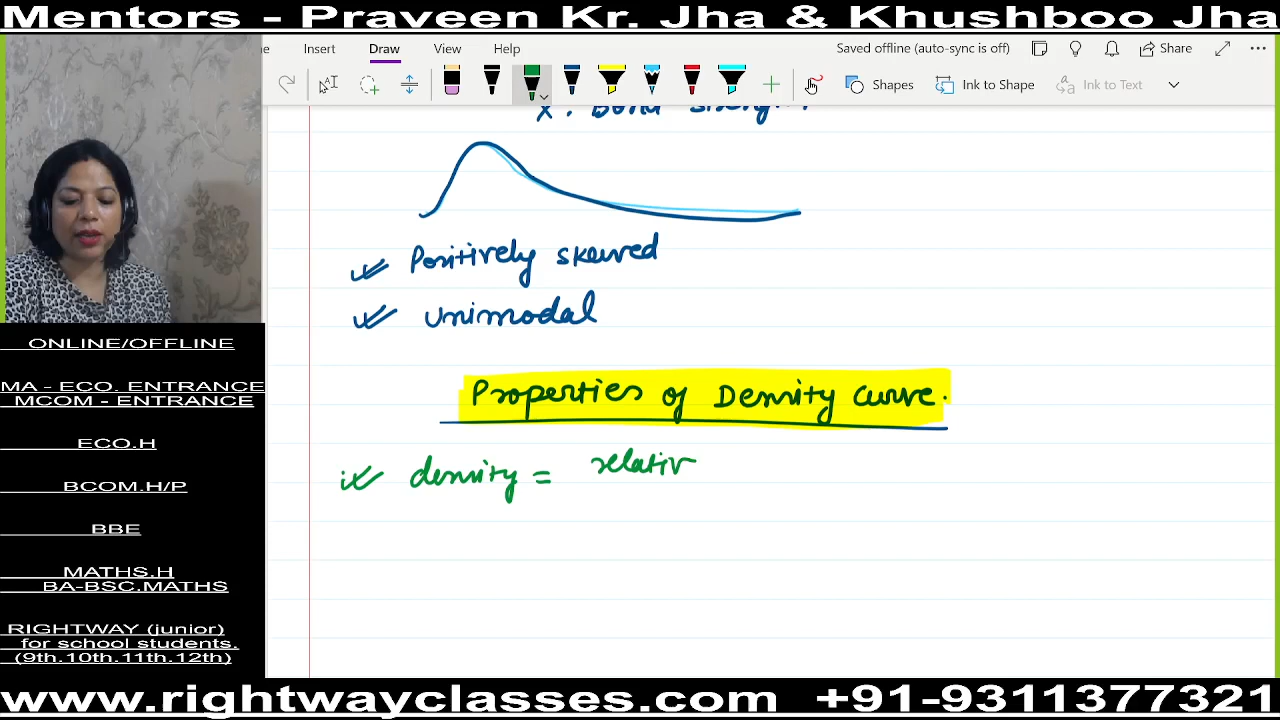 Mentors - Praveen Kr. Jha & Khushboo Jha
Insert Draw View Help
Saved offline (auto-sync is off)
Share
Shapes
Ink to Shape
Ink to Text
X : Bond strength
Positively skewed
unimodal
Properties of Density curve.
i density = relativ
ONLINE/OFFLINE
MA - ECO. ENTRANCE
MCOM - ENTRANCE
ECO.H
BCOM.H/P
BBE
MATHS.H
BA-BSC.MATHS
RIGHTWAY (junior)
for school students.
(9th.10th.11th.12th)
www.rightwayclasses.com +91-9311377321